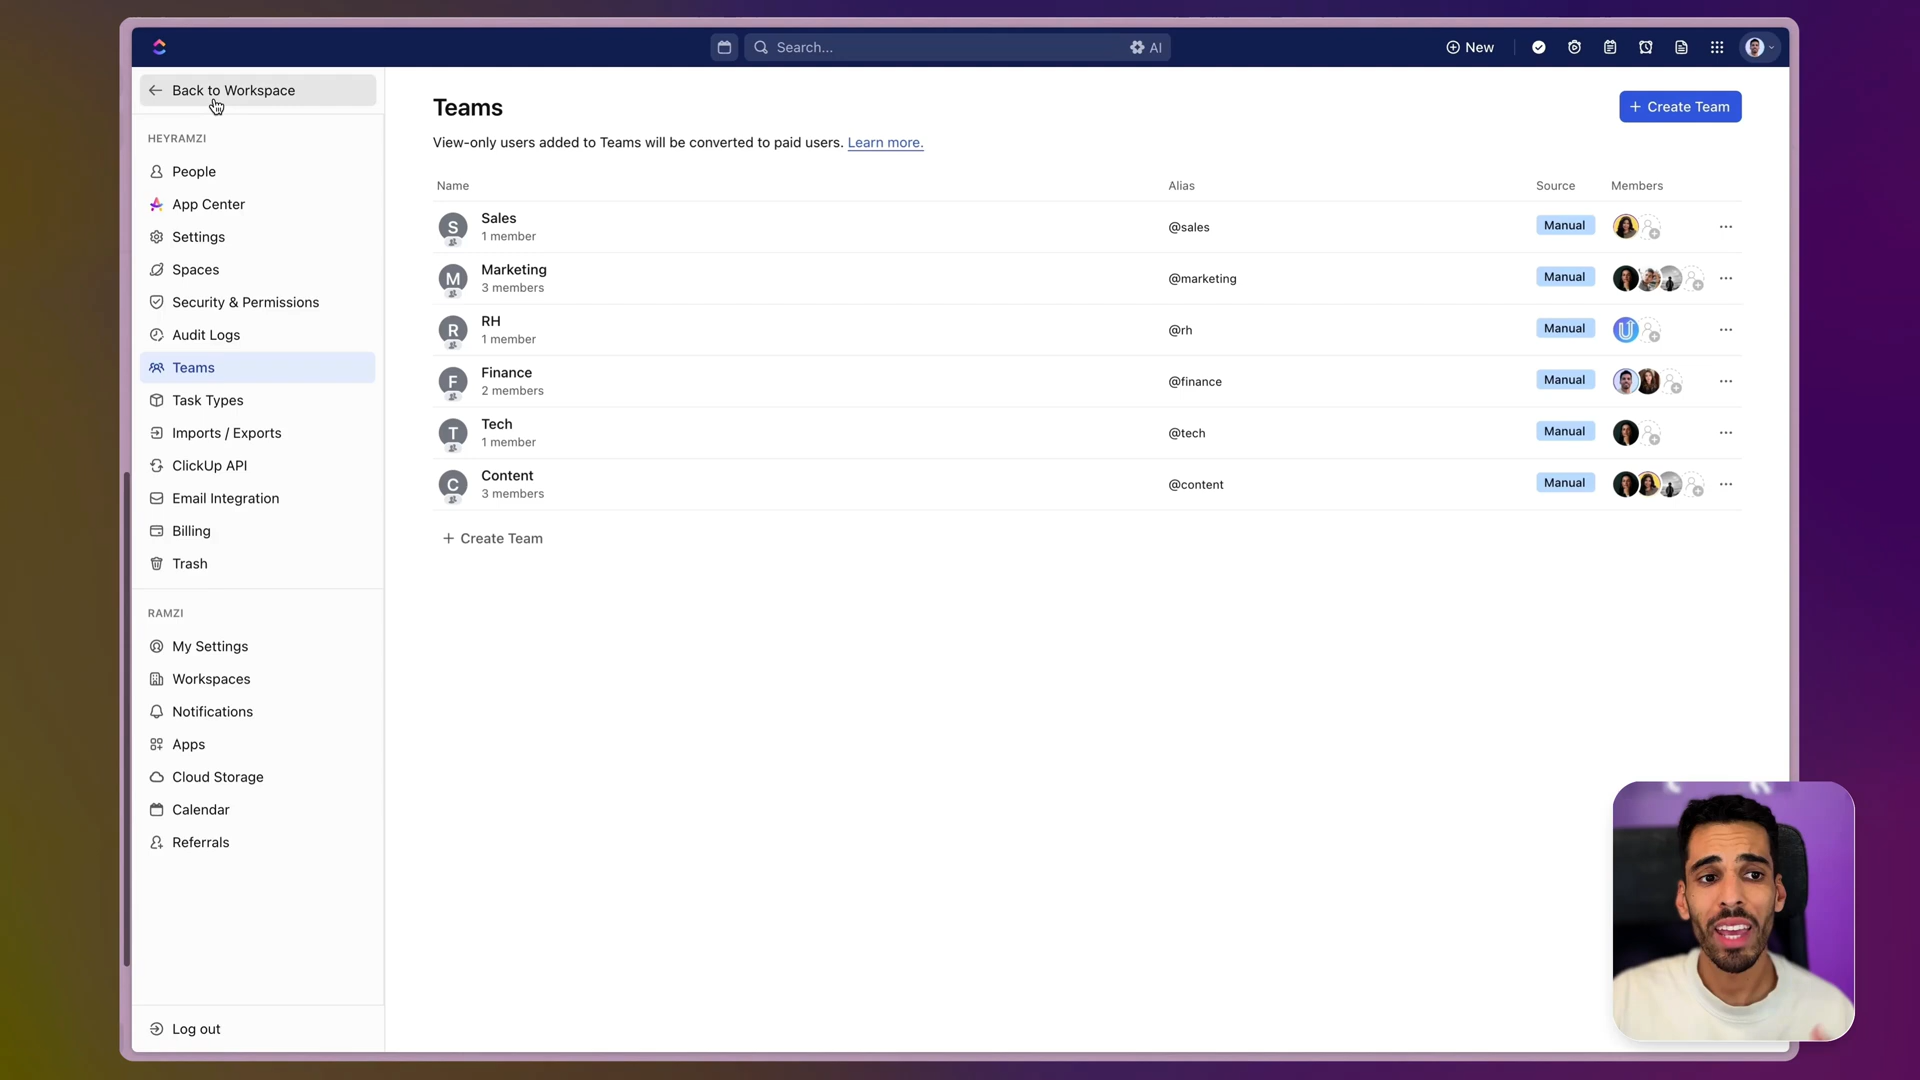 Search...
AI
New
Back to Workspace
HEYRAMZI
People
App Center
Settings
Spaces
Security & Permissions
Audit Logs
Teams
Task Types
Imports / Exports
ClickUp API
Email Integration
Billing
Trash
RAMZI
My Settings
Workspaces
Notifications
Apps
Cloud Storage
Calendar
Referrals
Log out
Teams
+ Create Team
View-only users added to Teams will be converted to paid users. Learn more.
Name Alias Source Members
S Sales @sales Manual
1 member
M Marketing @marketing Manual
3 members
R RH @rh Manual
1 member
F Finance @finance Manual
2 members
T Tech @tech Manual
1 member
C Content @content Manual
3 members
+ Create Team